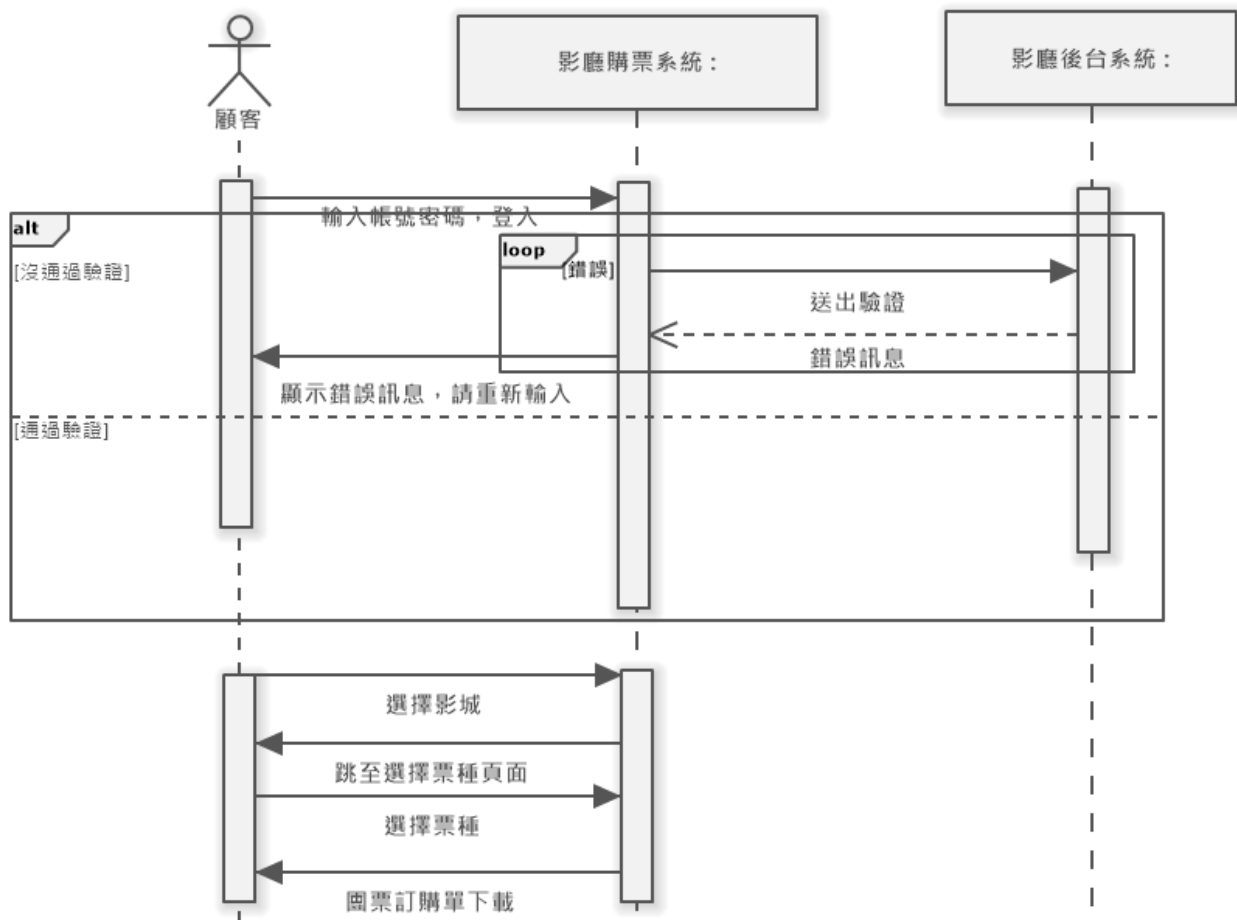 影廳購票系統：
影廳後台系統：
顧客
輸入帳號密碼，登入
alt
[沒通過驗證]
loop
[錯誤]
送出驗證
錯誤訊息
顯示錯誤訊息，請重新輸入
[通過驗證]
選擇影城
跳至選擇票種頁面
選擇票種
團票訂購單下載